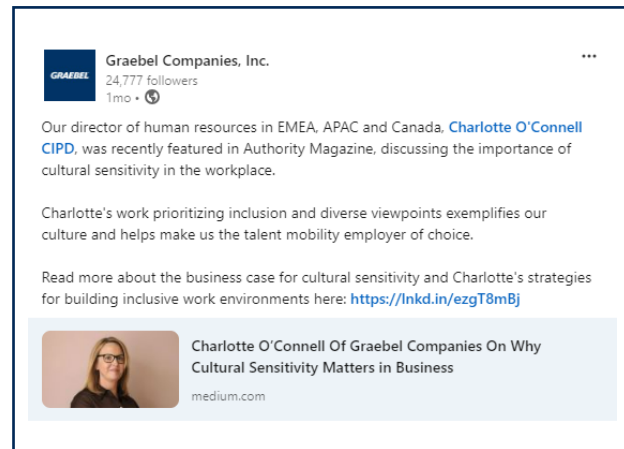 GRAEBEL
Graebel Companies, Inc.
24,777 followers
1mo •
Our director of human resources in EMEA, APAC and Canada, Charlotte O'Connell
CIPD, was recently featured in Authority Magazine, discussing the importance of
cultural sensitivity in the workplace.
Charlotte's work prioritizing inclusion and diverse viewpoints exemplifies our
culture and helps make us the talent mobility employer of choice.
Read more about the business case for cultural sensitivity and Charlotte's strategies
for building inclusive work environments here: https://lnkd.in/ezgT8mBj
Charlotte O’Connell Of Graebel Companies On Why
Cultural Sensitivity Matters in Business
medium.com